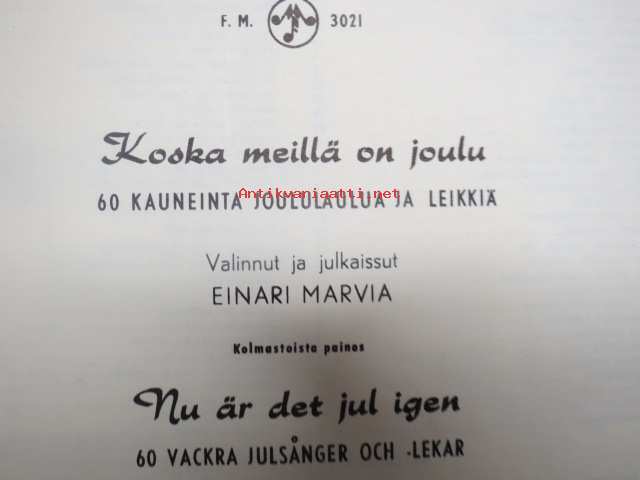 F. M. 3021
Koska meillä on joulu
Antikvariaatti.net
60 KAUNEINTA JOULULAULUA JA LEIKKIÄ
Valinnut ja julkaissut
EINARI MARVIA
Kolmastoista painos
Nu är det jul igen
60 VACKRA JULSÅNGER OCH -LEKAR